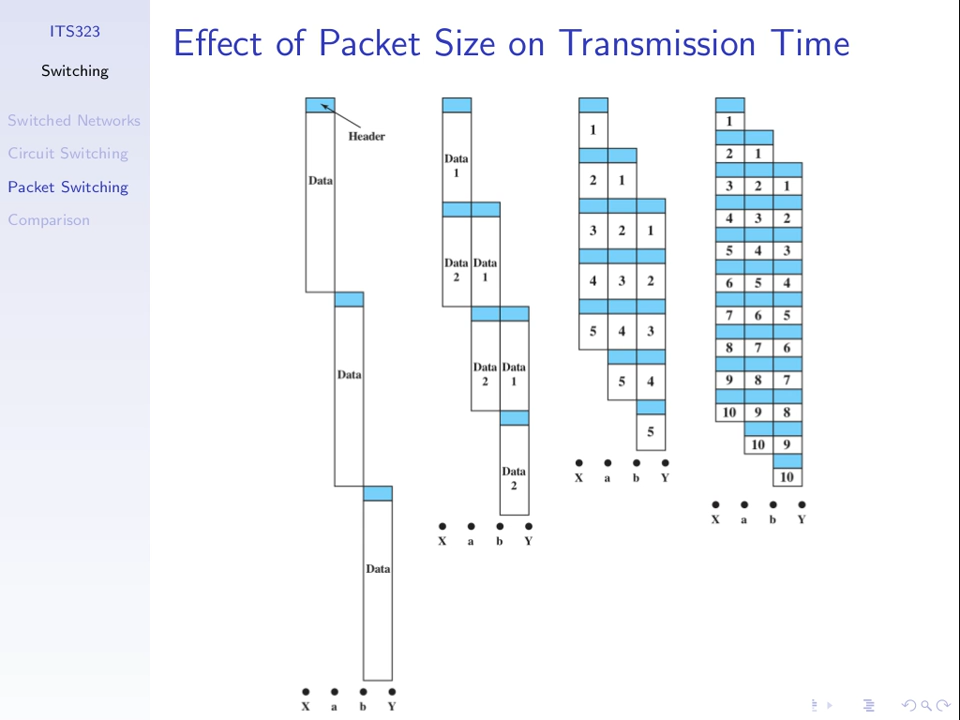 ITS323
Switching
Switched Networks
Circuit Switching
Packet Switching
Comparison
Effect of Packet Size on Transmission Time
Header
Data
Data
Data
X a b Y
Data
1
Data Data
2 1
Data Data
2 1
Data
2
X a b Y
1
2 1
3 2 1
4 3 2
5 4 3
5 4
5
X a b Y
1
2 1
3 2 1
4 3 2
5 4 3
6 5 4
7 6 5
8 7 6
9 8 7
10 9 8
10 9
10
X a b Y